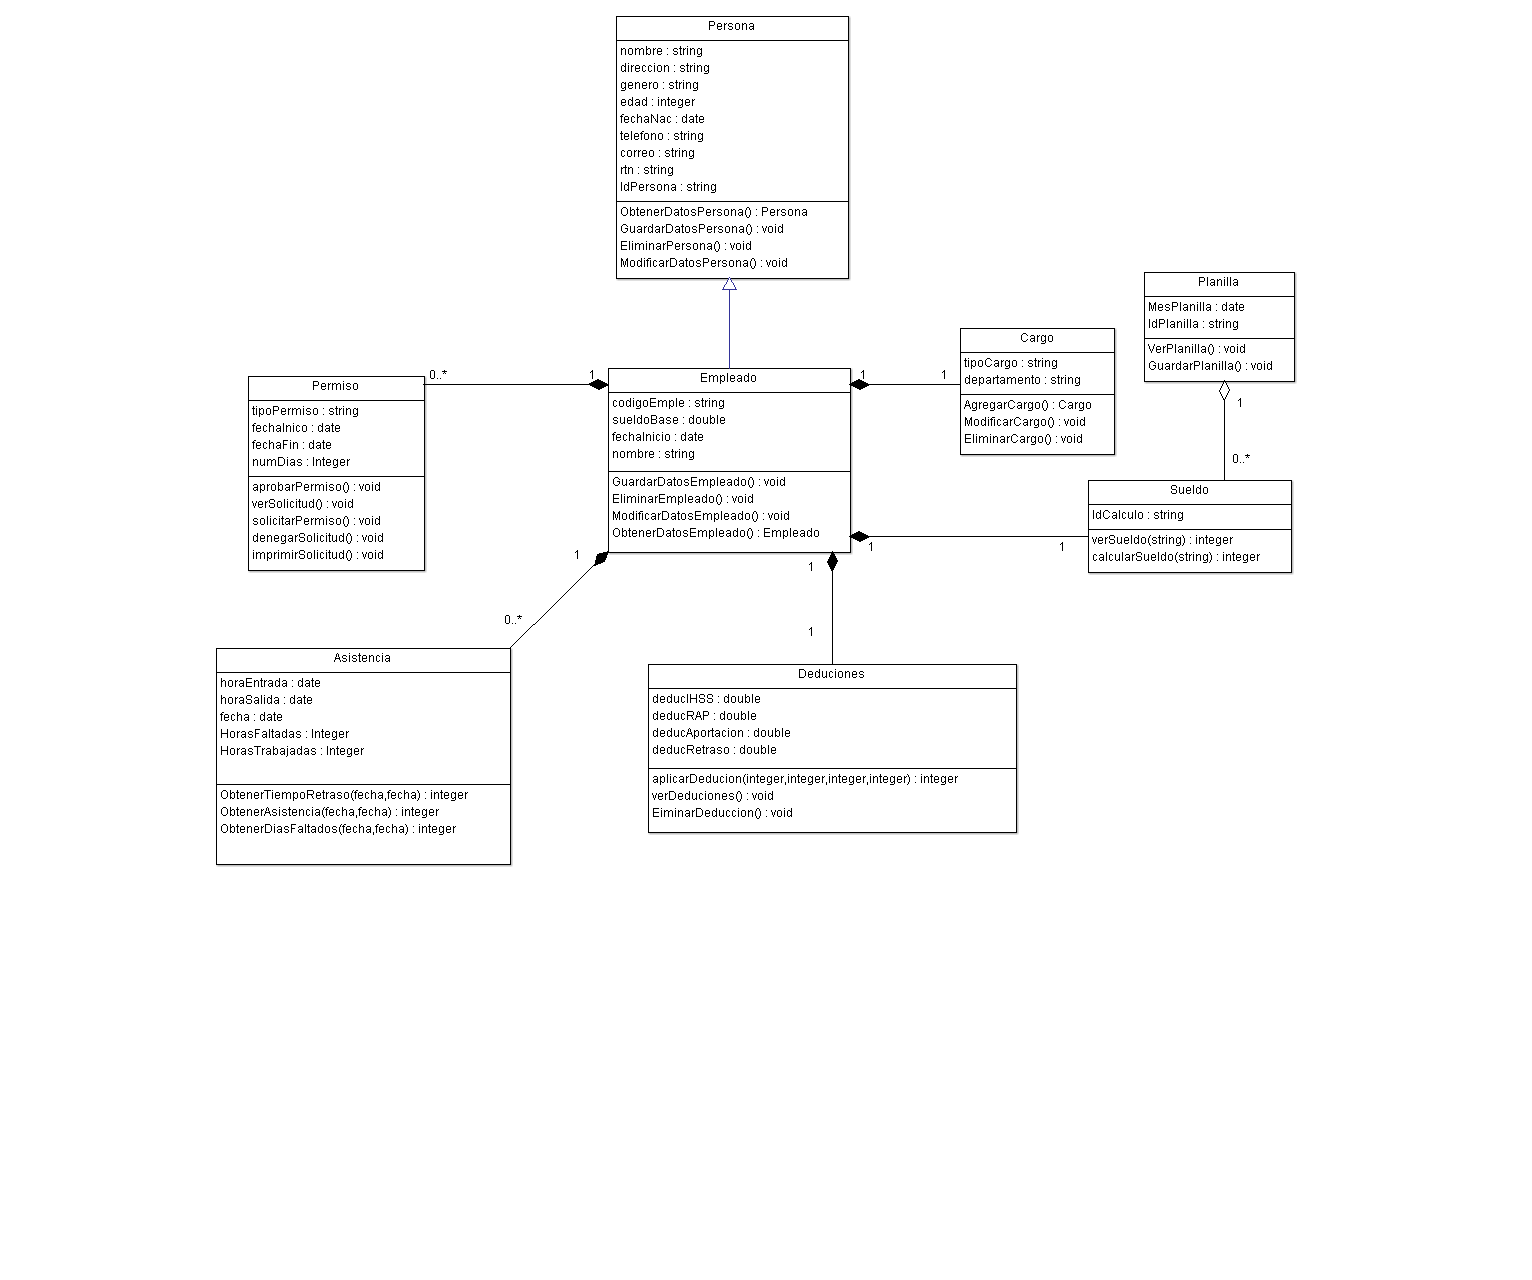 Persona
nombre : string
direccion : string
genero : string
edad : integer
fechaNac : date
telefono : string
correo : string
rtn : string
IdPersona : string
ObtenerDatosPersona() : Persona
GuardarDatosPersona() : void
EliminarPersona() : void
ModificarDatosPersona() : void
Planilla
MesPlanilla : date
IdPlanilla : string
VerPlanilla() : void
GuardarPlanilla() : void
1
0..*
Cargo
tipoCargo : string
departamento : string
AgregarCargo() : Cargo
ModificarCargo() : void
EliminarCargo() : void
0..*
1
1
1
Permiso
tipoPermiso : string
fechaInico : date
fechaFin : date
numDias : Integer
aprobarPermiso() : void
verSolicitud() : void
solicitarPermiso() : void
denegarSolicitud() : void
imprimirSolicitud() : void
Empleado
codigoEmple : string
sueldoBase : double
fechaInicio : date
nombre : string
GuardarDatosEmpleado() : void
EliminarEmpleado() : void
ModificarDatosEmpleado() : void
ObtenerDatosEmpleado() : Empleado
Sueldo
IdCalculo : string
verSueldo(string) : integer
calcularSueldo(string) : integer
1
1
1
0..*
1
1
Asistencia
horaEntrada : date
horaSalida : date
fecha : date
HorasFaltadas : Integer
HorasTrabajadas : Integer
ObtenerTiempoRetraso(fecha,fecha) : integer
ObtenerAsistencia(fecha,fecha) : integer
ObtenerDiasFaltados(fecha,fecha) : integer
Deduciones
deducIHSS : double
deducRAP : double
deducAportacion : double
deducRetraso : double
aplicarDeducion(integer,integer,integer,integer) : integer
verDeduciones() : void
EiminarDeduccion() : void